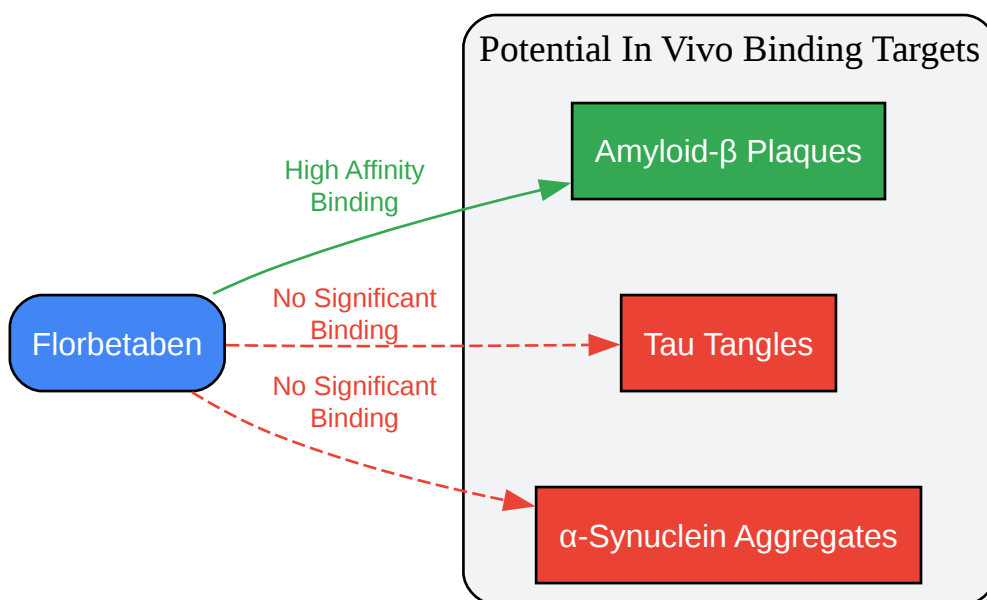 Potential In Vivo Binding Targets
Amyloid-β Plaques
High Affinity
Binding
No Significant
Binding
Florbetaben
Tau Tangles
No Significant
Binding
α-Synuclein Aggregates